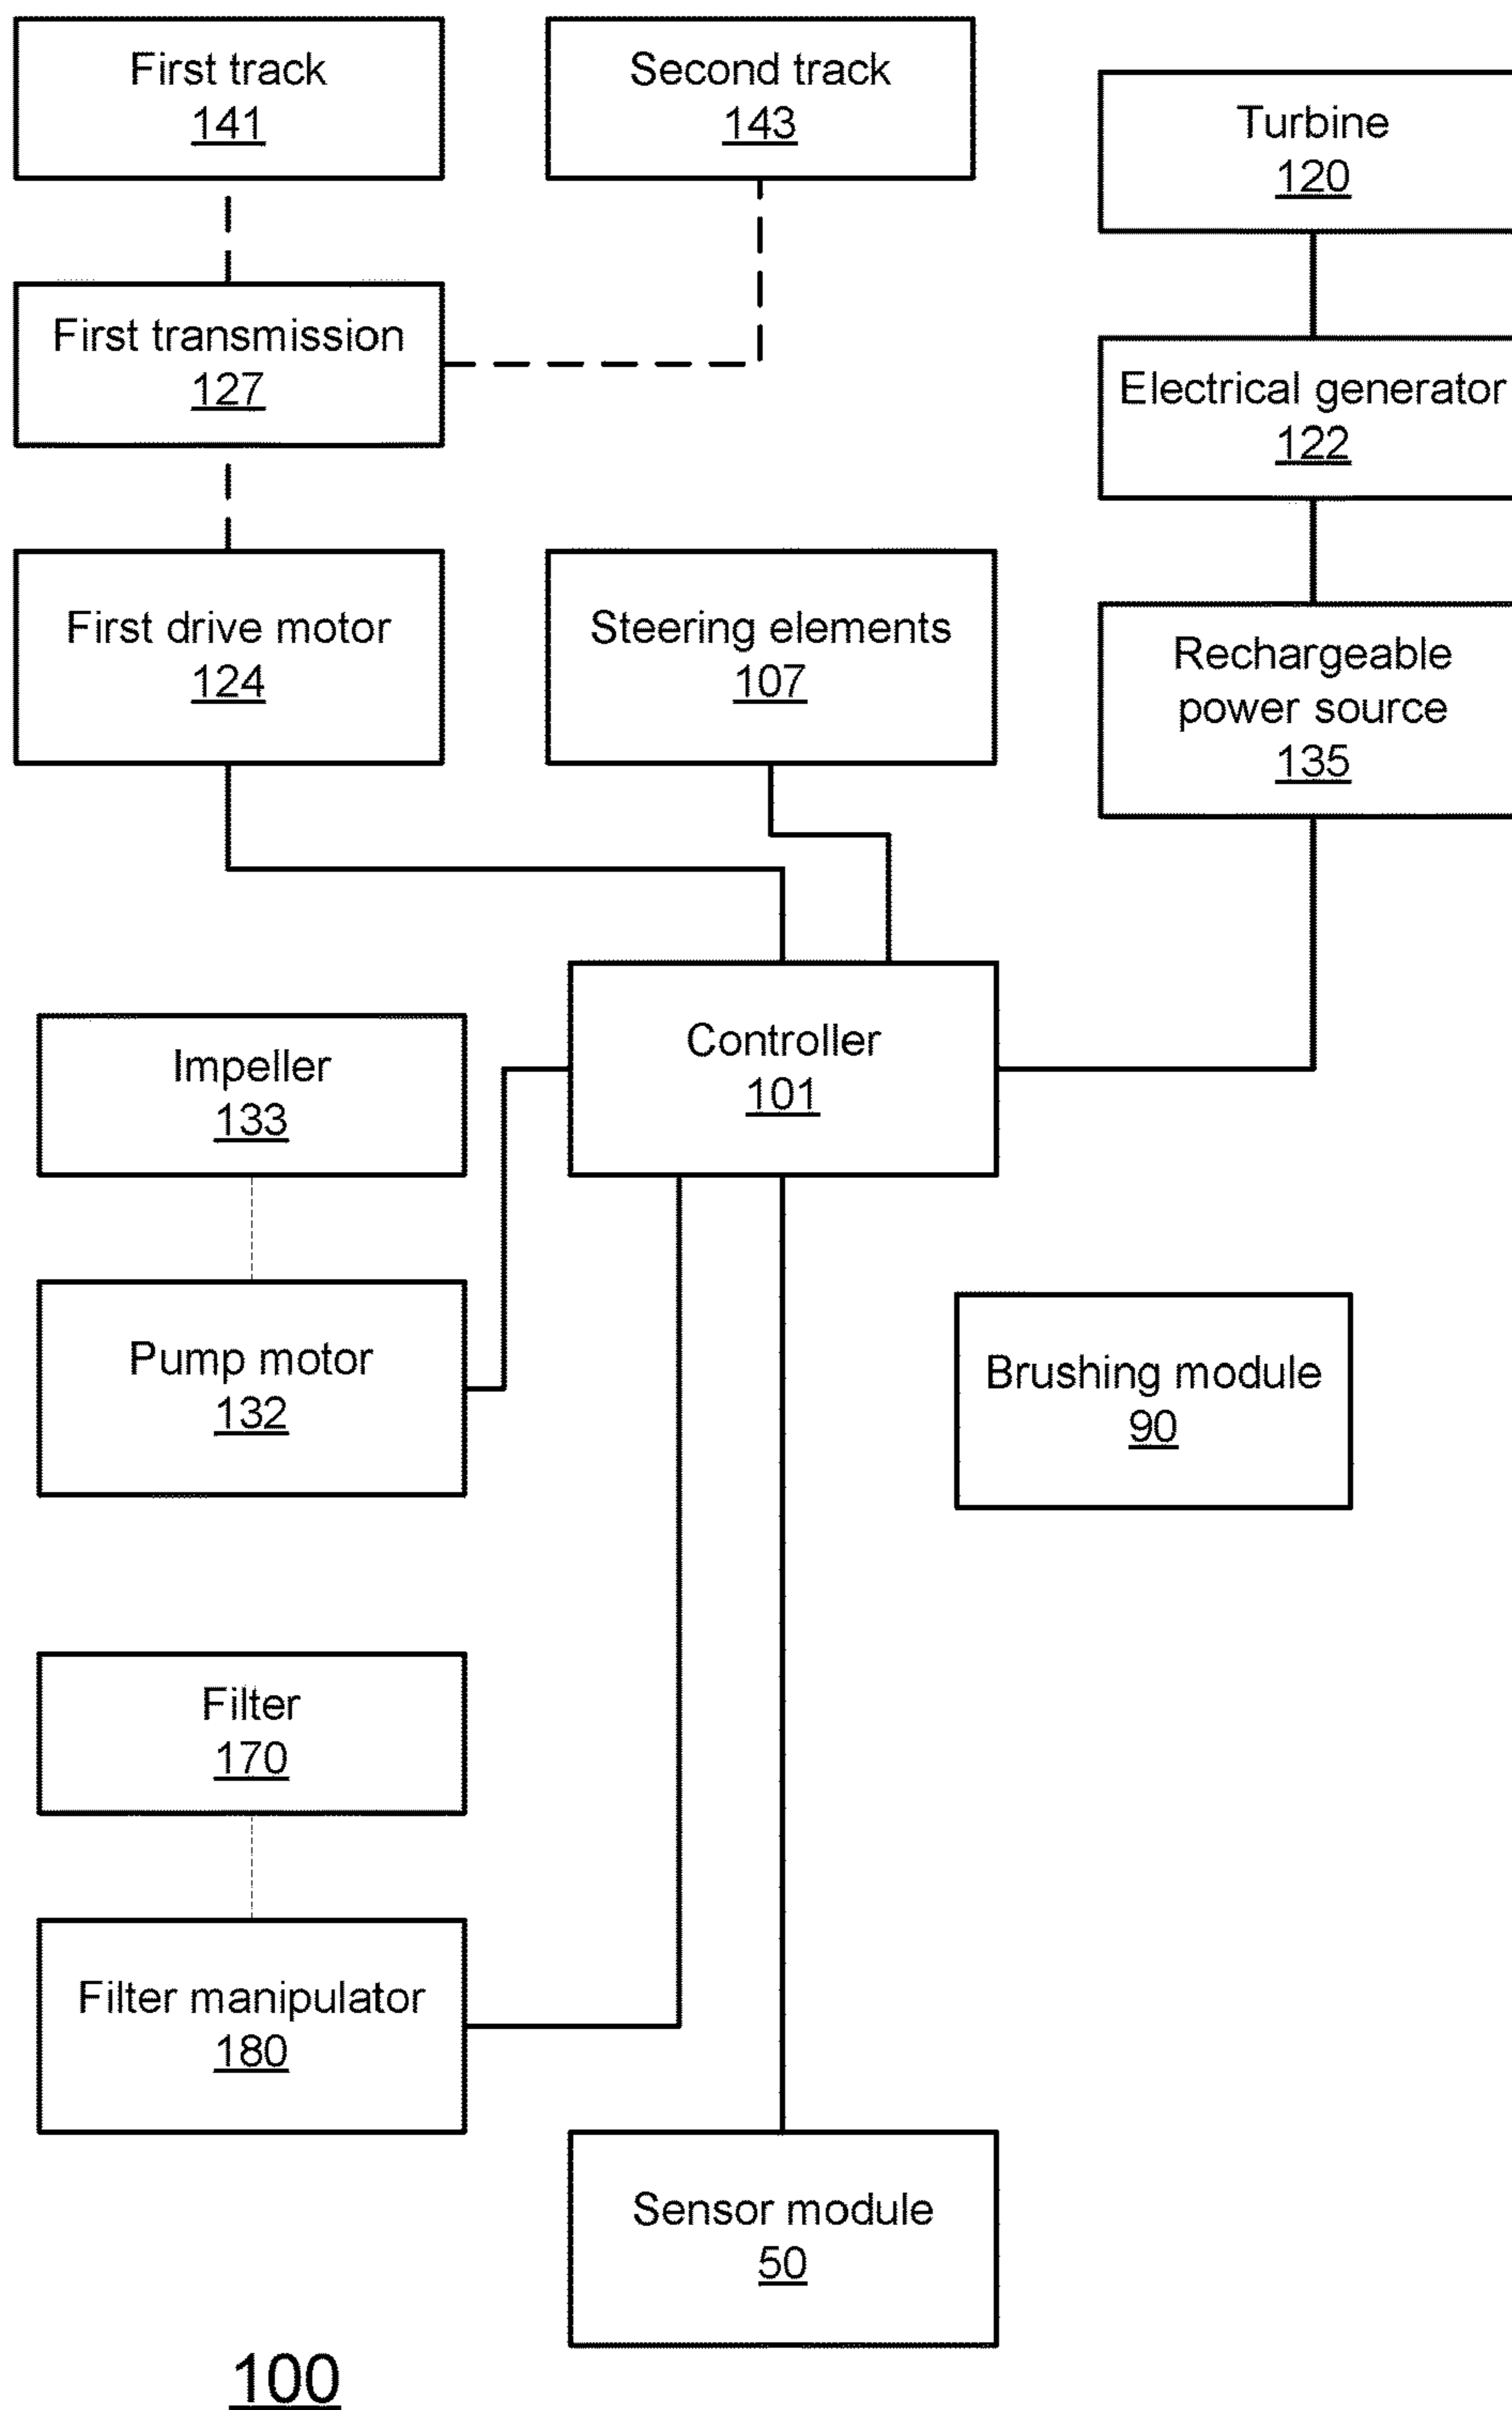 First track
141
Second track
143
Turbine
120
First transmission
127
Electrical generator
122
First drive motor
124
Steering elements
107
Rechargeable
power source
135
Controller
101
Impeller
133
Pump motor
132
Brushing module
90
Filter
170
Filter manipulator
180
Sensor module
50
100